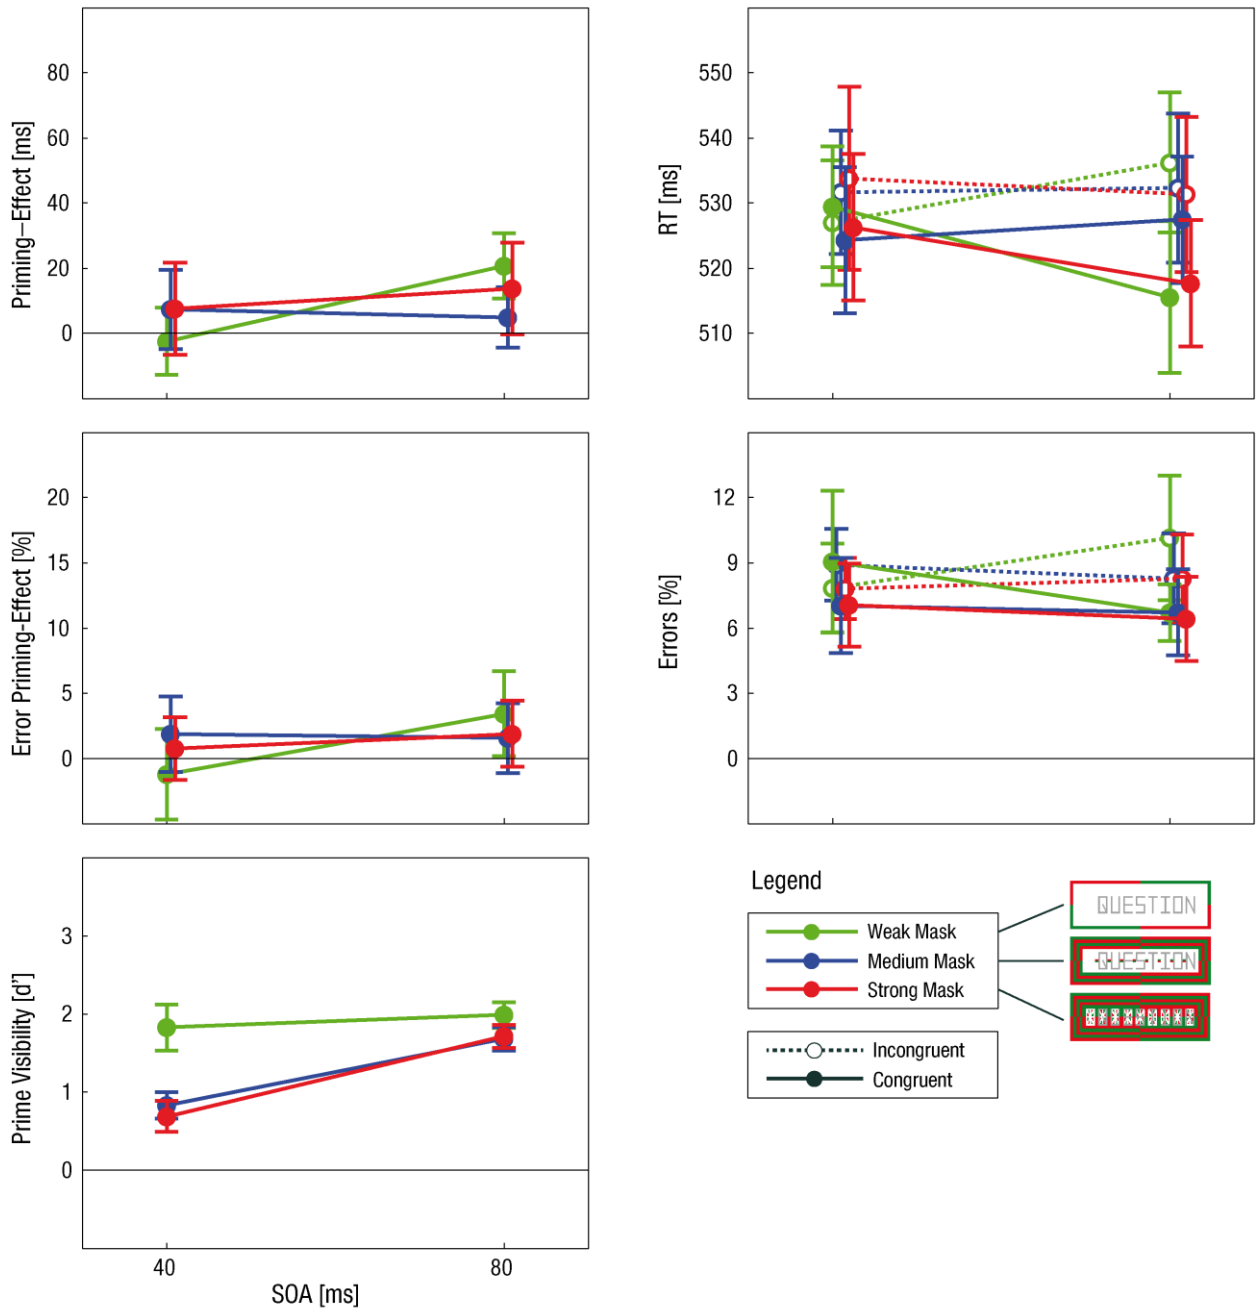 Priming–Effect [ms]
80
60
40
20
0
RT [ms]
550
540
530
520
510
Error Priming-Effect [%]
20
15
10
5
0
Errors [%]
12
9
6
3
0
Prime Visibility [d']
3
2
1
0
40
80
SOA [ms]
Legend
Weak Mask
Medium Mask
Strong Mask
Incongruent
Congruent
QUESTION
QUESTION